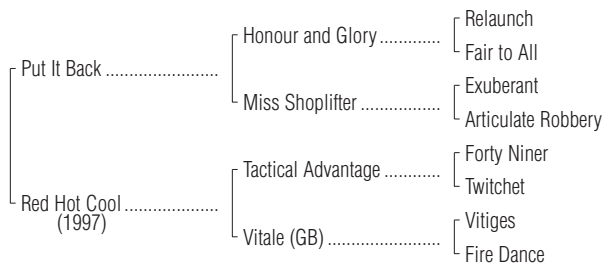 Relaunch
Honour and Glory.............
Fair to All
Put It Back ........................
Exuberant
Miss Shoplifter .................
Articulate Robbery
Forty Niner
Tactical Advantage ............
Twitchet
Red Hot Cool....................
(1997)
Vitiges
Vitale (GB) ........................
Fire Dance